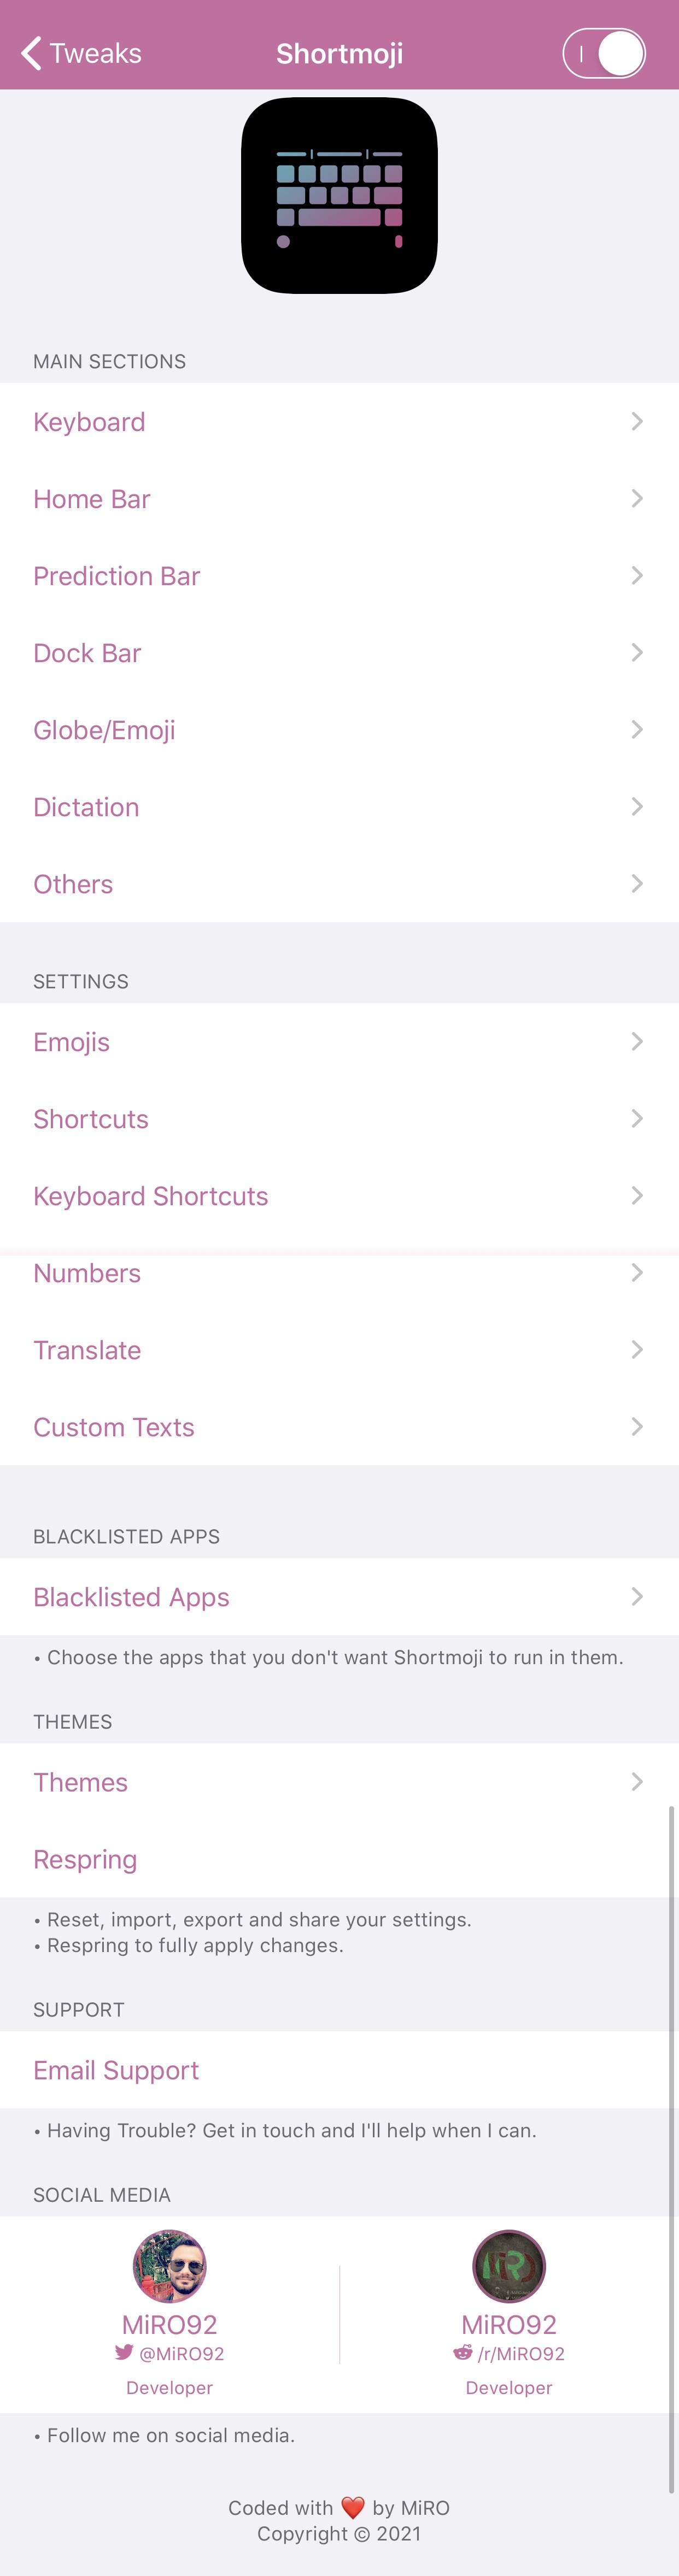 Tweaks
Shortmoji
MAIN SECTIONS
Keyboard
Home Bar
Prediction Bar
Dock Bar
Globe/Emoji
Dictation
Others
SETTINGS
Emojis
Shortcuts
Keyboard Shortcuts
Numbers
Translate
Custom Texts
BLACKLISTED APPS
Blacklisted Apps
• Choose the apps that you don't want Shortmoji to run in them.
THEMES
Themes
Respring
• Reset, import, export and share your settings.
• Respring to fully apply changes.
SUPPORT
Email Support
• Having Trouble? Get in touch and I'll help when I can.
SOCIAL MEDIA
MiRO92
@MiRO92
Developer
MiRO
MiRO92
/r/MiRO92
Developer
• Follow me on social media.
Coded with ❤️ by MiRO
Copyright © 2021